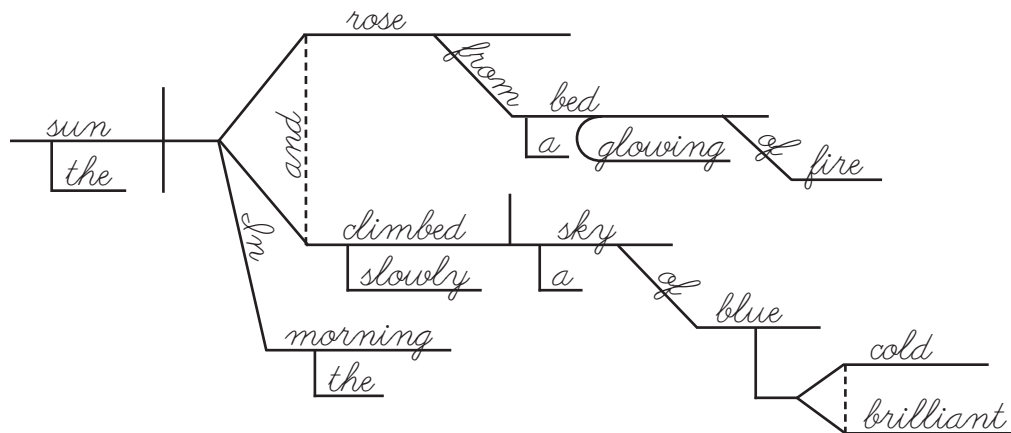 rose
from
bed
a
glowing
of
fire
sun
the
and
climbed
sky
slowly
a
of
blue
In
morning
the
cold
brilliant